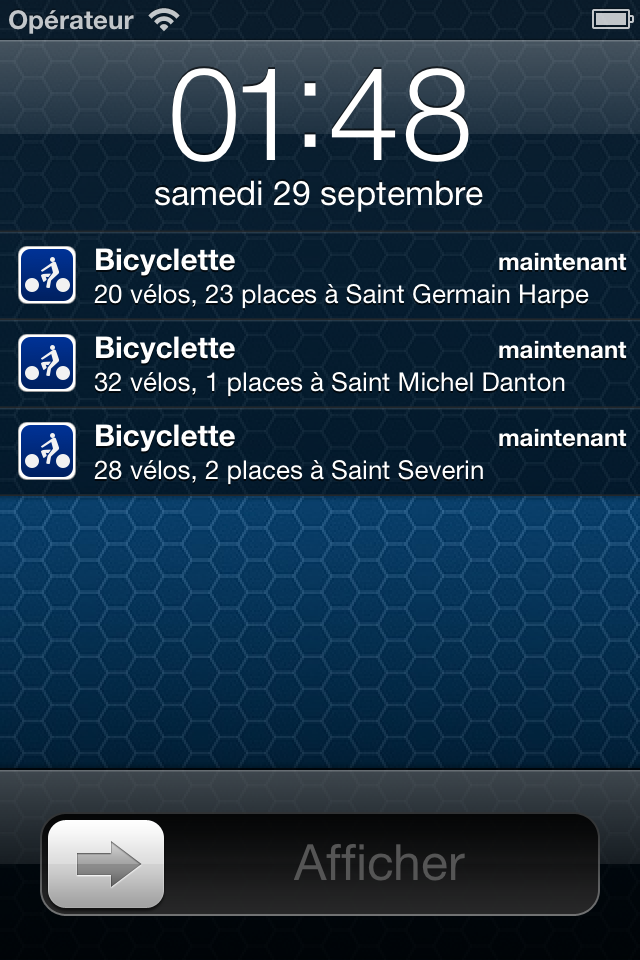 Opérateur
01:48
samedi 29 septembre
Bicyclette maintenant
20 vélos, 23 places à Saint Germain Harpe
Bicyclette maintenant
32 vélos, 1 places à Saint Michel Danton
Bicyclette maintenant
28 vélos, 2 places à Saint Severin
Afficher